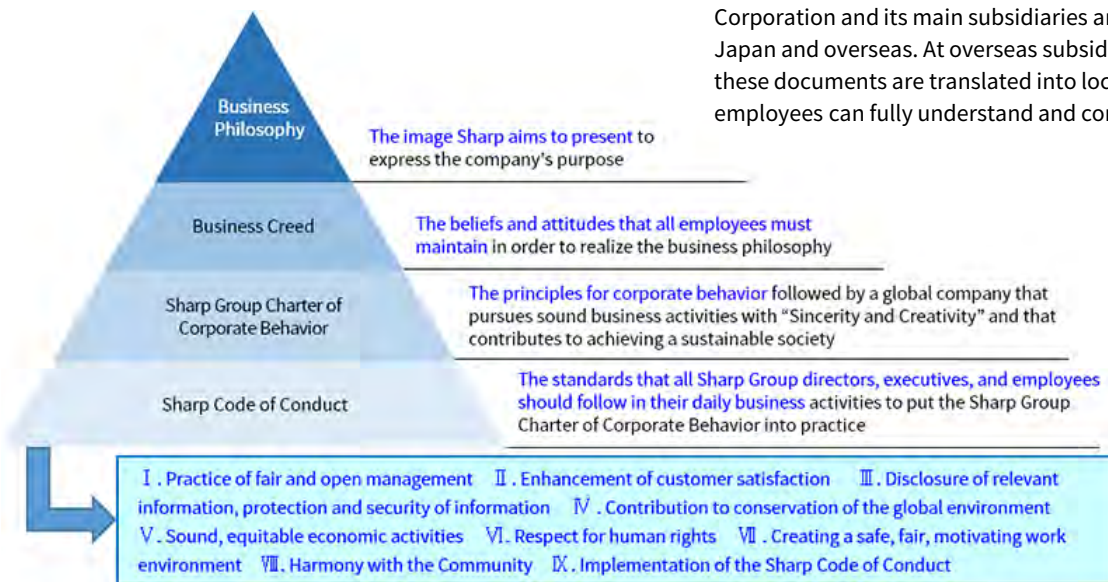 Corporation and its main subsidiaries
Japan and overseas. At overseas
these documents are translated into
employees can fully understand and
Business
Philosophy
The image Sharp aims to present to
express the company's purpose
Business Creed
The beliefs and attitudes that all employees must
maintain in order to realize the business philosophy
Sharp Group Charter of
Corporate Behavior
The principles for corporate behavior followed by a global company that
pursues sound business activities with “Sincerity and Creativity” and that
contributes to achieving a sustainable society
Sharp Code of Conduct
The standards that all Sharp Group directors, executives, and employees
should follow in their daily business activities to put the Sharp Group
Charter of Corporate Behavior into practice
Ⅰ. Practice of fair and open management Ⅱ. Enhancement of customer satisfaction Ⅲ. Disclosure of relevant
information, protection and security of information Ⅳ. Contribution to conservation of the global environment
Ⅴ. Sound, equitable economic activities Ⅵ. Respect for human rights Ⅶ. Creating a safe, fair, motivating work
environment Ⅷ. Harmony with the Community Ⅸ. Implementation of the Sharp Code of Conduct